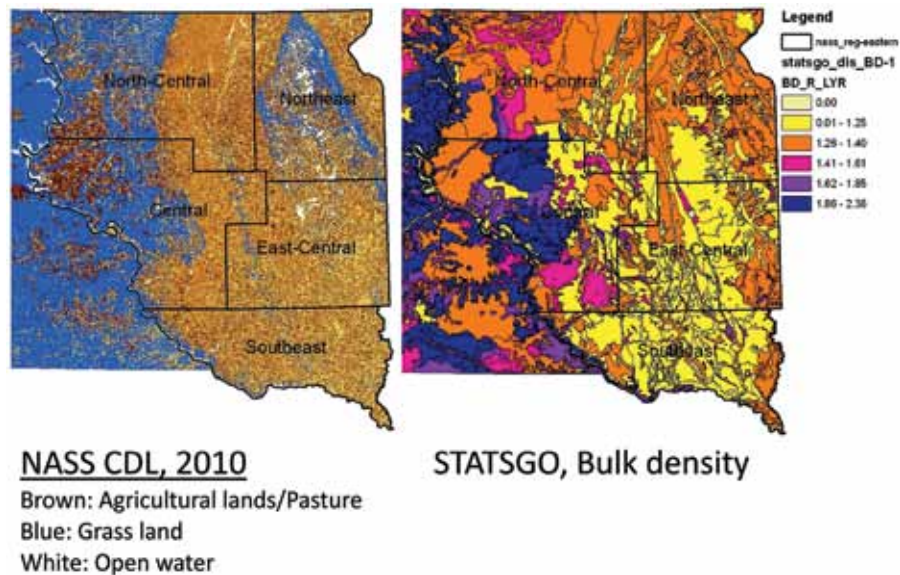 North-Central
Northeast
Central
East-Central
Southeast
North-Central
Northeast
Central
East-Central
Southeast
Legend
nass_reg-eastern
statsgo_dis_BD-1
BD_R_LYR
0.00
0.01 - 1.25
1.26 - 1.40
1.41 - 1.61
1.62 - 1.85
1.86 - 2.36
NASS CDL, 2010
Brown: Agricultural lands/Pasture
Blue: Grass land
White: Open water
STATSGO, Bulk density